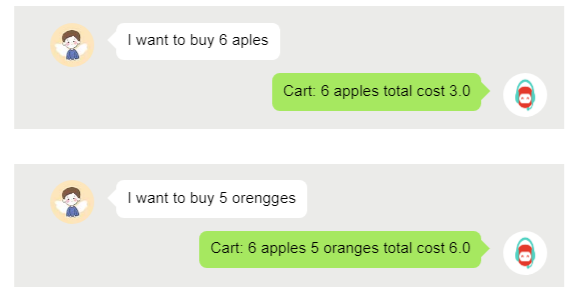 I want to buy 6 aples
Cart: 6 apples total cost 3.0
I want to buy 5 orengges
Cart: 6 apples 5 oranges total cost 6.0